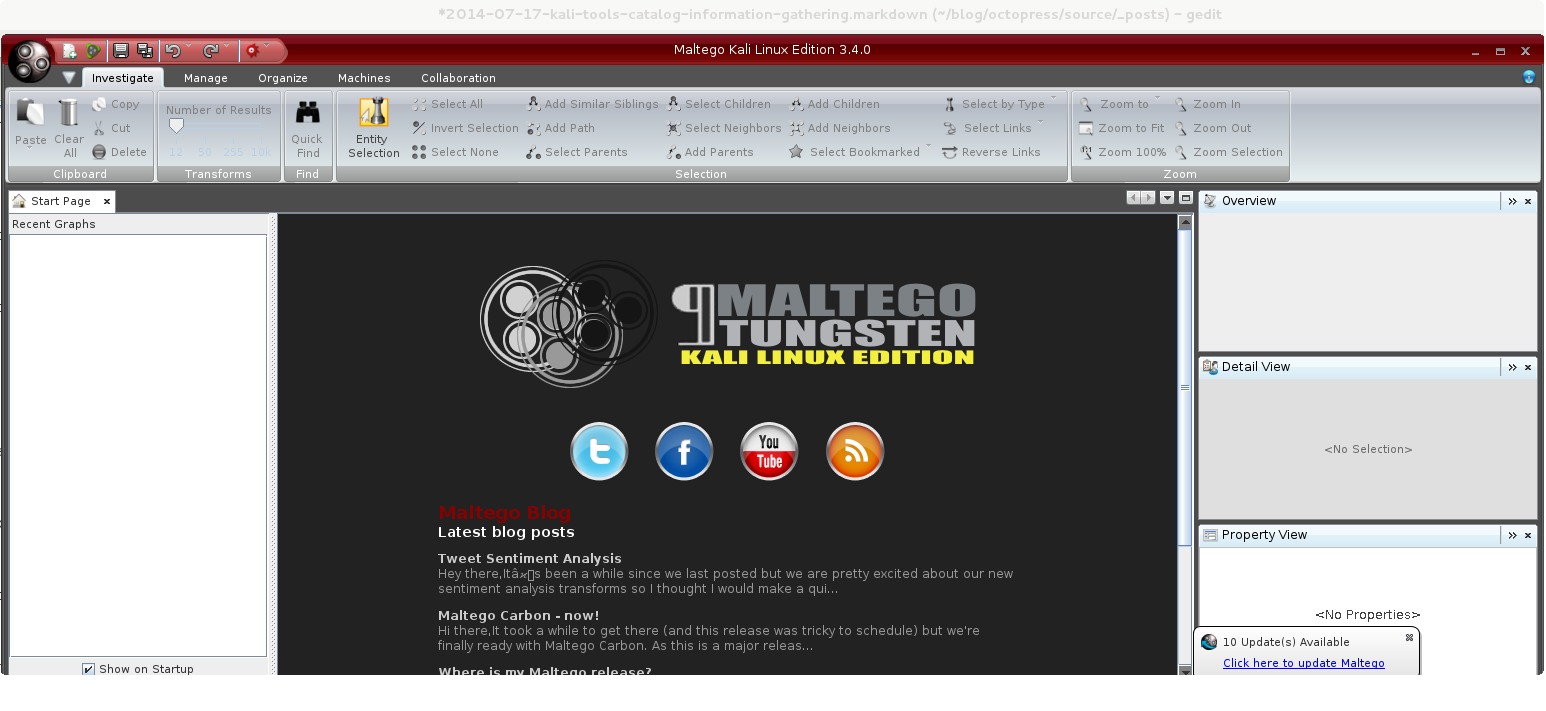 *2014-07-17-kali-tools-catalog-information-gathering.markdown (~/blog/octopress/source/_posts) - gedit
Maltego Kali Linux Edition 3.4.0
Investigate Manage Organize Machines Collaboration
Paste
Clear All
Copy
Cut
Delete
Clipboard
Number of Results
12 50 255 10k
Transforms
Quick Find
Find
Entity Selection
Select All
Invert Selection
Select None
Add Similar Siblings
Add Path
Select Parents
Select Children
Select Neighbors
Add Parents
Add Children
Add Neighbors
Select Bookmarked
Select by Type
Select Links
Reverse Links
Selection
Zoom to
Zoom to Fit
Zoom 100%
Zoom In
Zoom Out
Zoom Selection
Zoom
Start Page
Recent Graphs
Show on Startup
MALTEGO
TUNGSTEN
KALI LINUX EDITION
You
Tube
Maltego Blog
Latest blog posts
Tweet Sentiment Analysis
Hey there,Itâs been a while since we last posted but we are pretty excited about our new
sentiment analysis transforms so I thought I would make a qui...
Maltego Carbon - now!
Hi there,It took a while to get there (and this release was tricky to schedule) but we're
finally ready with Maltego Carbon. As this is a major releas...
Where is my Maltego release?
Overview
Detail View
<No Selection>
Property View
<No Properties>
10 Update(s) Available
Click here to update Maltego